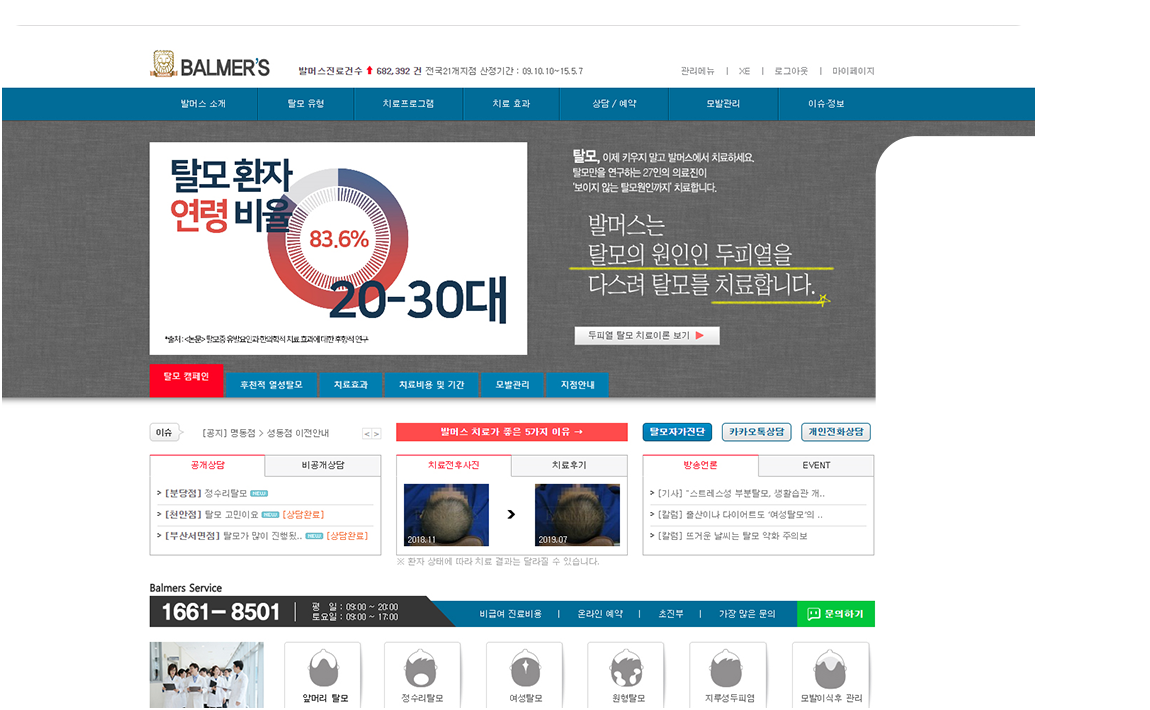 BALMER'S
발머스진료건수 682,392 건 전국21개지점 산정기간 : 09.10.10~15.5.7
관리메뉴 | XE | 로그아웃 | 마이페이지
발머스 소개 탈모 유형 치료프로그램 치료 효과 상담 / 예약 모발관리 이슈·정보
탈모 환자
연령 비율
83.6%
20-30대
*출처 : <논문> 탈모증 유발요인과 한의학적 치료 효과에 대한 후향적 연구
탈모, 이제 키우지 말고 발머스에서 치료하세요.
탈모만을 연구하는 27인의 의료진이
'보이지 않는 탈모원인까지' 치료합니다.
발머스는
탈모의 원인인 두피열을
다스려 탈모를 치료합니다.
두피열 탈모 치료이론 보기 ▶
탈모 캠페인 후천적 열성탈모 치료효과 치료비용 및 기간 모발관리 지점안내
이슈 [공지] 명동점 > 성동점 이전안내 < >
공개상담 비공개상담
> [분당점] 정수리탈모 NEW
> [천안점] 탈모 고민이요 NEW [상담완료]
> [부산서면점] 탈모가 많이 진행됬.. NEW [상담완료]
발머스 치료가 좋은 5가지 이유 →
치료전후사진 치료후기
2018.11 > 2019.07
※ 환자 상태에 따라 치료 결과는 달라질 수 있습니다.
탈모자가진단 카카오톡상담 개인전화상담
방송언론 EVENT
> [기사] "스트레스성 부분탈모, 생활습관 개..
> [칼럼] 출산이나 다이어트도 '여성탈모'의 ..
> [칼럼] 뜨거운 날씨는 탈모 악화 주의보
Balmers Service
1661-8501
평 일 : 09:00 ~ 20:00
토요일 : 09:00 ~ 17:00
비급여 진료비용 | 온라인 예약 | 초진부 | 가장 많은 문의 문의하기
앞머리 탈모 정수리탈모 여성탈모 원형탈모 지루성두피염 모발이식후 관리